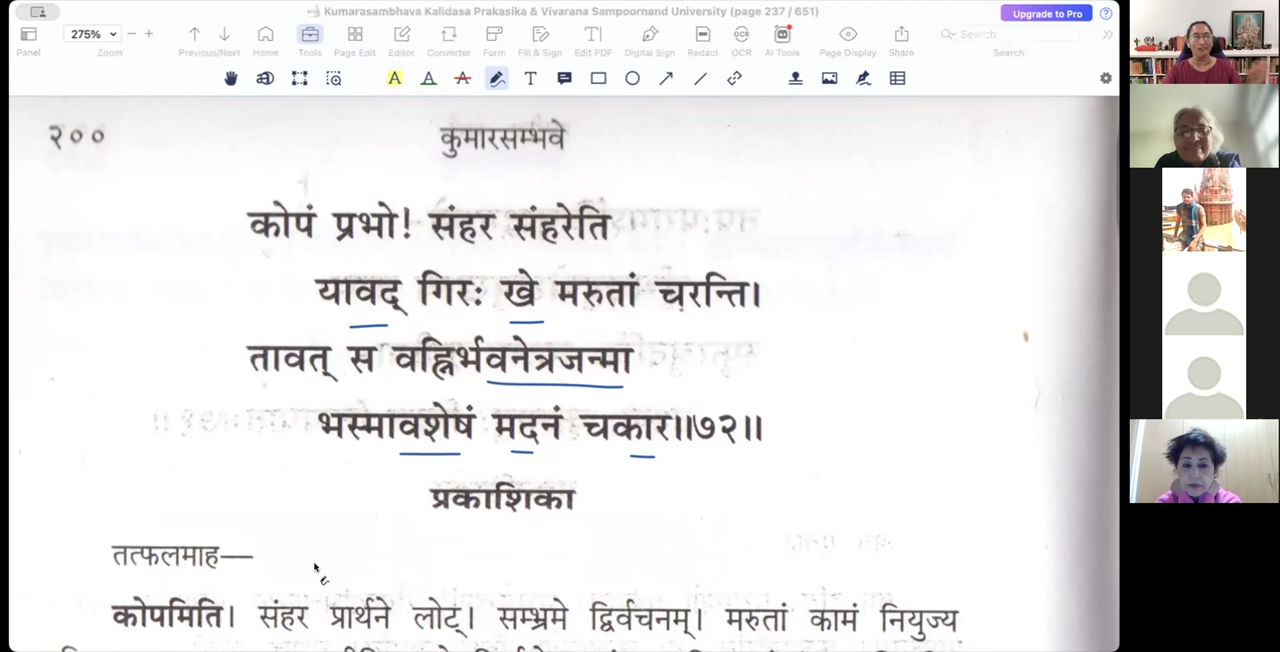 Kumarasambhava Kalidasa Prakasika & Vivarana Sampoornand University (page 237 / 651)
Upgrade to Pro
275%
Search
Panel Zoom Previous/Next Home Tools Page Edit Editor Converter Form Fill & Sign Edit PDF Digital Sign Redact OCR AI Tools Page Display Share Search
२००
कुमारसम्भवे
कोपं प्रभो! संहर संहरेति
यावद् गिरः खे मरुतां चरन्ति।
तावत् स वह्निर्भवनेत्रजन्मा
भस्मावशेषं मदनं चकार॥७२॥
प्रकाशिका
तत्फलमाह—
कोपमिति। संहर प्रार्थने लोट्। सम्भ्रमे द्विर्वचनम्। मरुतां कामं नियुज्य